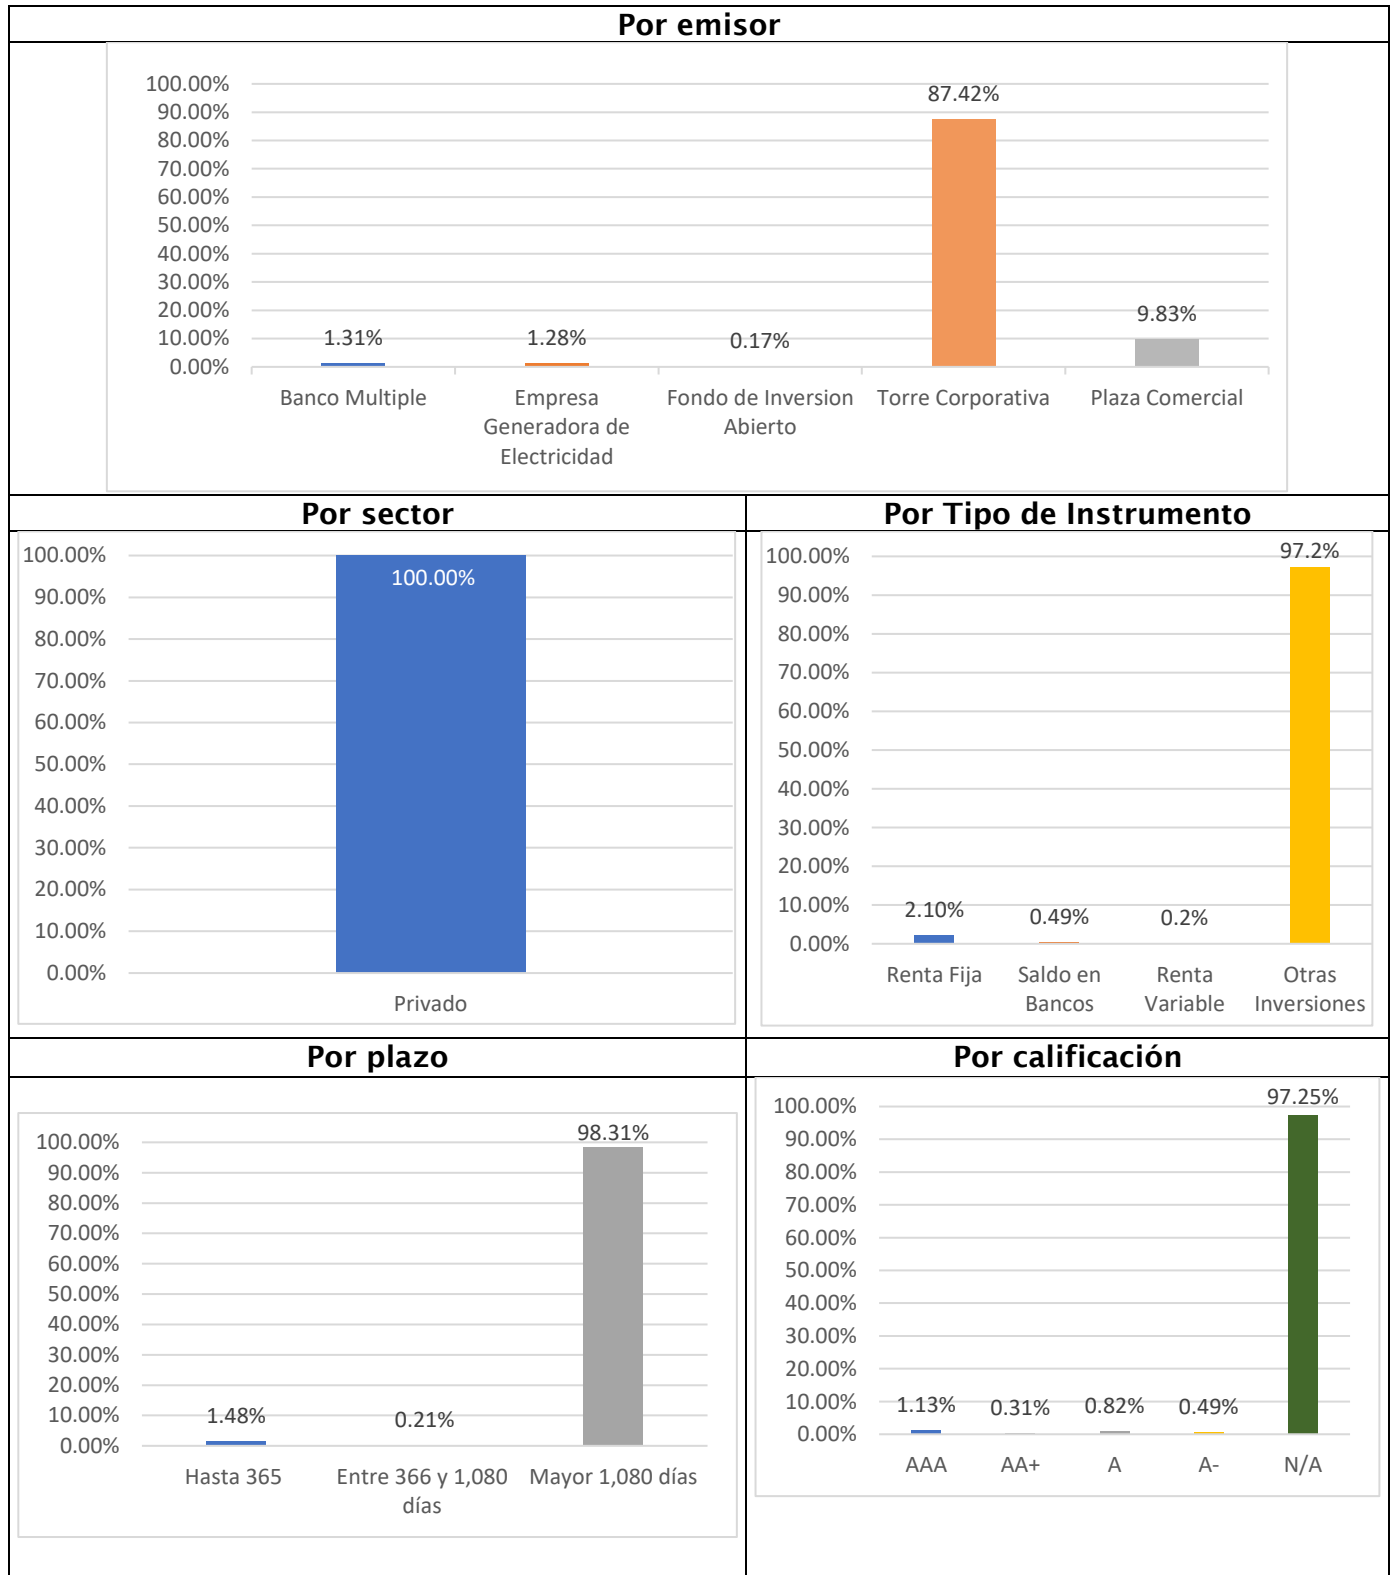 Por emisor
100.00%
90.00%
80.00%
70.00%
60.00%
50.00%
40.00%
30.00%
20.00%
10.00%
0.00%
1.31%
1.28%
0.17%
87.42%
9.83%
Banco Multiple
Empresa
Generadora de
Electricidad
Fondo de Inversion
Abierto
Torre Corporativa
Plaza Comercial
Por sector
100.00%
90.00%
80.00%
70.00%
60.00%
50.00%
40.00%
30.00%
20.00%
10.00%
0.00%
100.00%
Privado
Por Tipo de Instrumento
100.00%
90.00%
80.00%
70.00%
60.00%
50.00%
40.00%
30.00%
20.00%
10.00%
0.00%
2.10%
0.49%
0.2%
97.2%
Renta Fija
Saldo en
Bancos
Renta
Variable
Otras
Inversiones
Por plazo
100.00%
90.00%
80.00%
70.00%
60.00%
50.00%
40.00%
30.00%
20.00%
10.00%
0.00%
1.48%
0.21%
98.31%
Hasta 365
Entre 366 y 1,080
días
Mayor 1,080 días
Por calificación
100.00%
90.00%
80.00%
70.00%
60.00%
50.00%
40.00%
30.00%
20.00%
10.00%
0.00%
1.13%
0.31%
0.82%
0.49%
97.25%
AAA
AA+
A
A-
N/A